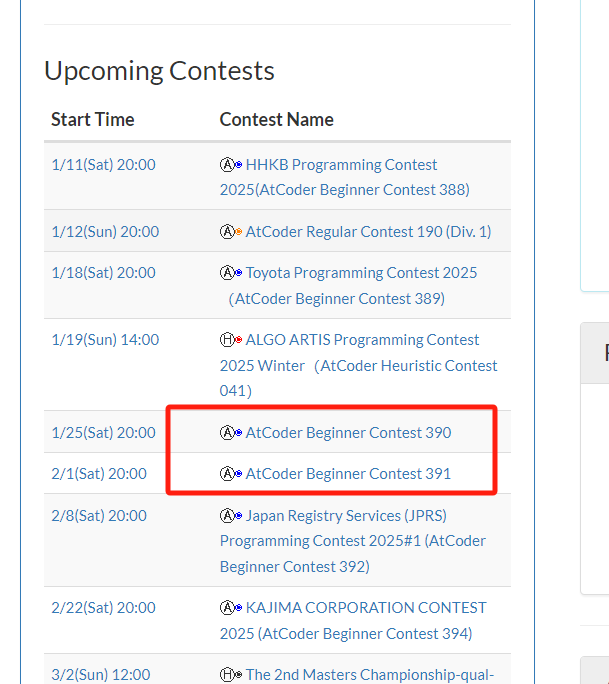 Upcoming Contests
Start Time Contest Name
1/11(Sat) 20:00 Ⓐ HHKB Programming Contest
2025(AtCoder Beginner Contest 388)
1/12(Sun) 20:00 Ⓐ AtCoder Regular Contest 190 (Div. 1)
1/18(Sat) 20:00 Ⓐ Toyota Programming Contest 2025
（AtCoder Beginner Contest 389)
1/19(Sun) 14:00 Ⓗ ALGO ARTIS Programming Contest
2025 Winter（AtCoder Heuristic Contest
041）
1/25(Sat) 20:00 Ⓐ AtCoder Beginner Contest 390
2/1(Sat) 20:00 Ⓐ AtCoder Beginner Contest 391
2/8(Sat) 20:00 Ⓐ Japan Registry Services (JPRS)
Programming Contest 2025#1 (AtCoder
Beginner Contest 392)
2/22(Sat) 20:00 Ⓐ KAJIMA CORPORATION CONTEST
2025 (AtCoder Beginner Contest 394)
3/2(Sun) 12:00 Ⓗ The 2nd Masters Championship-qual-